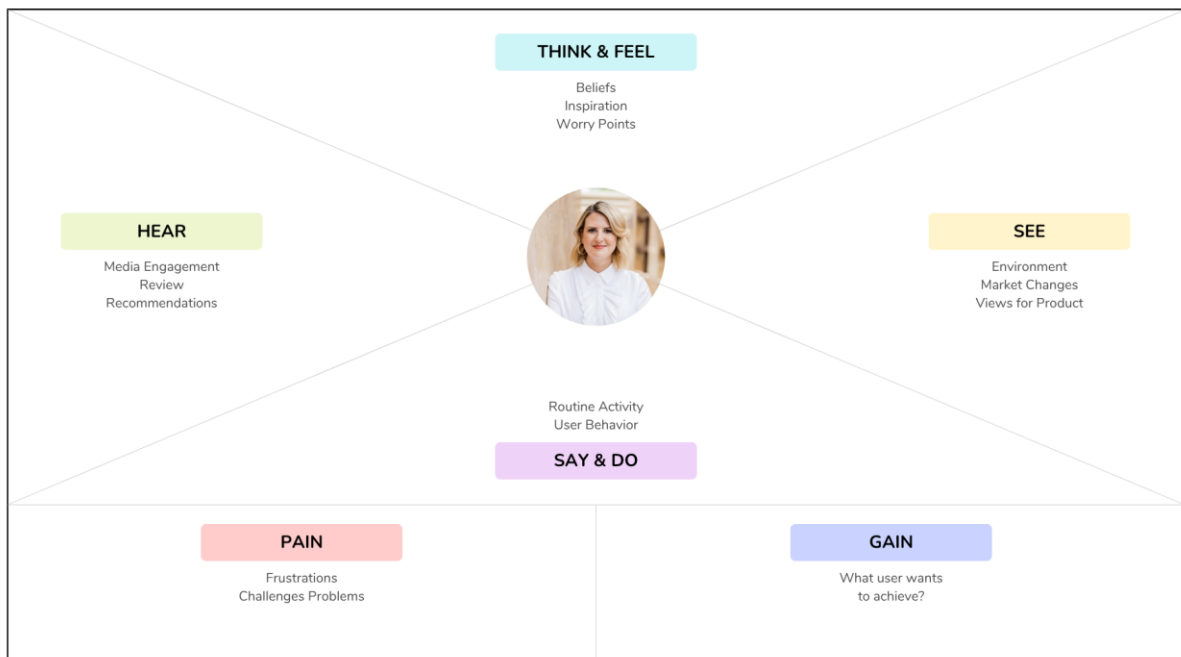 THINK & FEEL
Beliefs
Inspiration
Worry Points
HEAR
Media Engagement
Review
Recommendations
SEE
Environment
Market Changes
Views for Product
Routine Activity
User Behavior
SAY & DO
PAIN
Frustrations
Challenges Problems
GAIN
What user wants
to achieve?